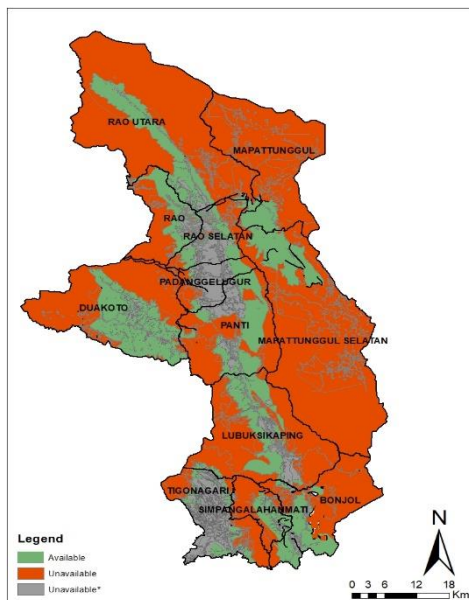 RAO UTARA
MAPATTUNGGUL
RAO
RAO SELATAN
PADANGGELUGUR
DUAKOTO
PANTI
MAPATTUNGGUL SELATAN
LUBUKSIKAPING
TIGONAGARI
BONJOL
SIMPANGALAHANMATI
Legend
Available
Unavailable
Unavailable*
N
0 3 6 12 18
Km